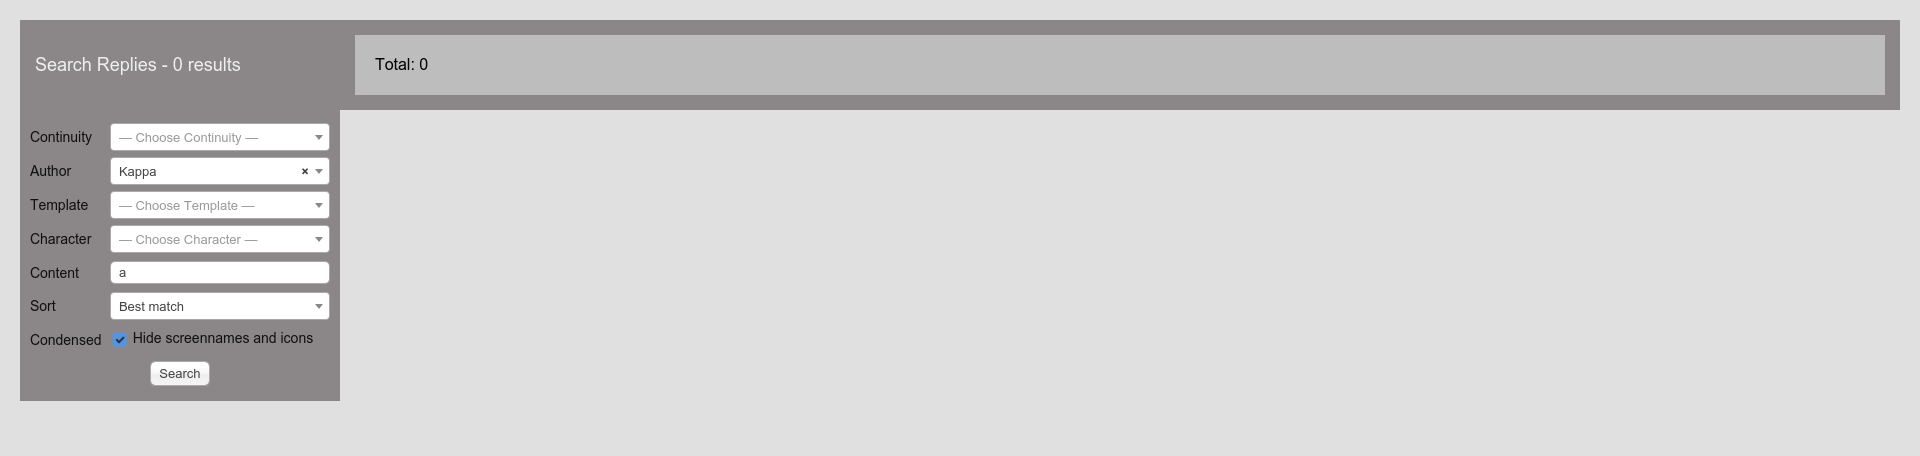 Search Replies - 0 results
Total: 0
Continuity — Choose Continuity —
Author Kappa ×
Template — Choose Template —
Character — Choose Character —
Content a
Sort Best match
Condensed Hide screennames and icons
Search